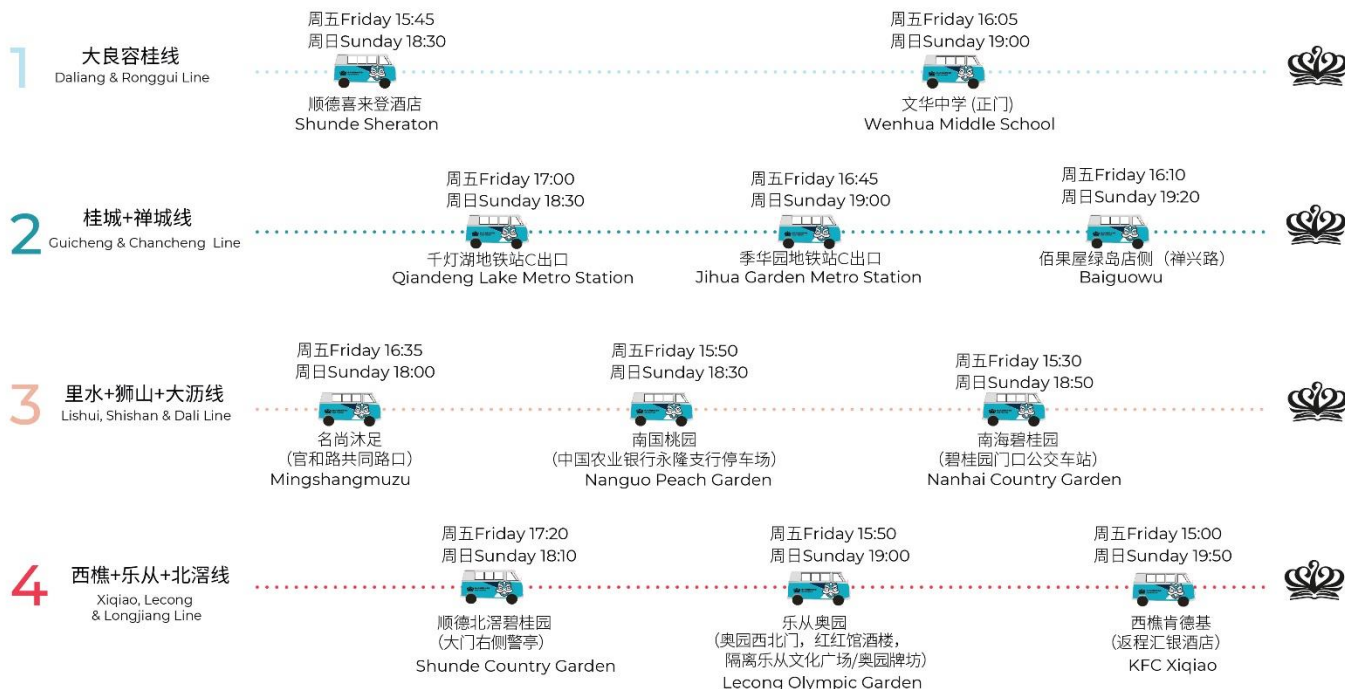 1
大良容桂线
Daliang & Ronggui Line
周五Friday 15:45
周日Sunday 18:30
顺德喜来登酒店
Shunde Sheraton
周五Friday 16:05
周日Sunday 19:00
文华中学 (正门)
Wenhua Middle School
2
桂城+禅城线
Guicheng & Chancheng Line
周五Friday 17:00
周日Sunday 18:30
千灯湖地铁站C出口
Qiandeng Lake Metro Station
周五Friday 16:45
周日Sunday 19:00
季华园地铁站C出口
Jihua Garden Metro Station
周五Friday 16:10
周日Sunday 19:20
佰果屋绿岛店侧（禅兴路）
Baiguowu
3
里水+狮山+大沥线
Lishui, Shishan & Dali Line
周五Friday 16:35
周日Sunday 18:00
名尚沐足
（官和路共同路口）
Mingshangmuzu
周五Friday 15:50
周日Sunday 18:30
南国桃园
（中国农业银行永隆支行停车场）
Nanguo Peach Garden
周五Friday 15:30
周日Sunday 18:50
南海碧桂园
（碧桂园门口公交车站）
Nanhai Country Garden
4
西樵+乐从+北滘线
Xiqiao, Lecong
& Longjiang Line
周五Friday 17:20
周日Sunday 18:10
顺德北滘碧桂园
（大门右侧警亭）
Shunde Country Garden
周五Friday 15:50
周日Sunday 19:00
乐从奥园
（奥园西北门，红红馆酒楼，
隔离乐从文化广场/奥园牌坊）
Lecong Olympic Garden
周五Friday 15:00
周日Sunday 19:50
西樵肯德基
（返程汇银酒店）
KFC Xiqiao